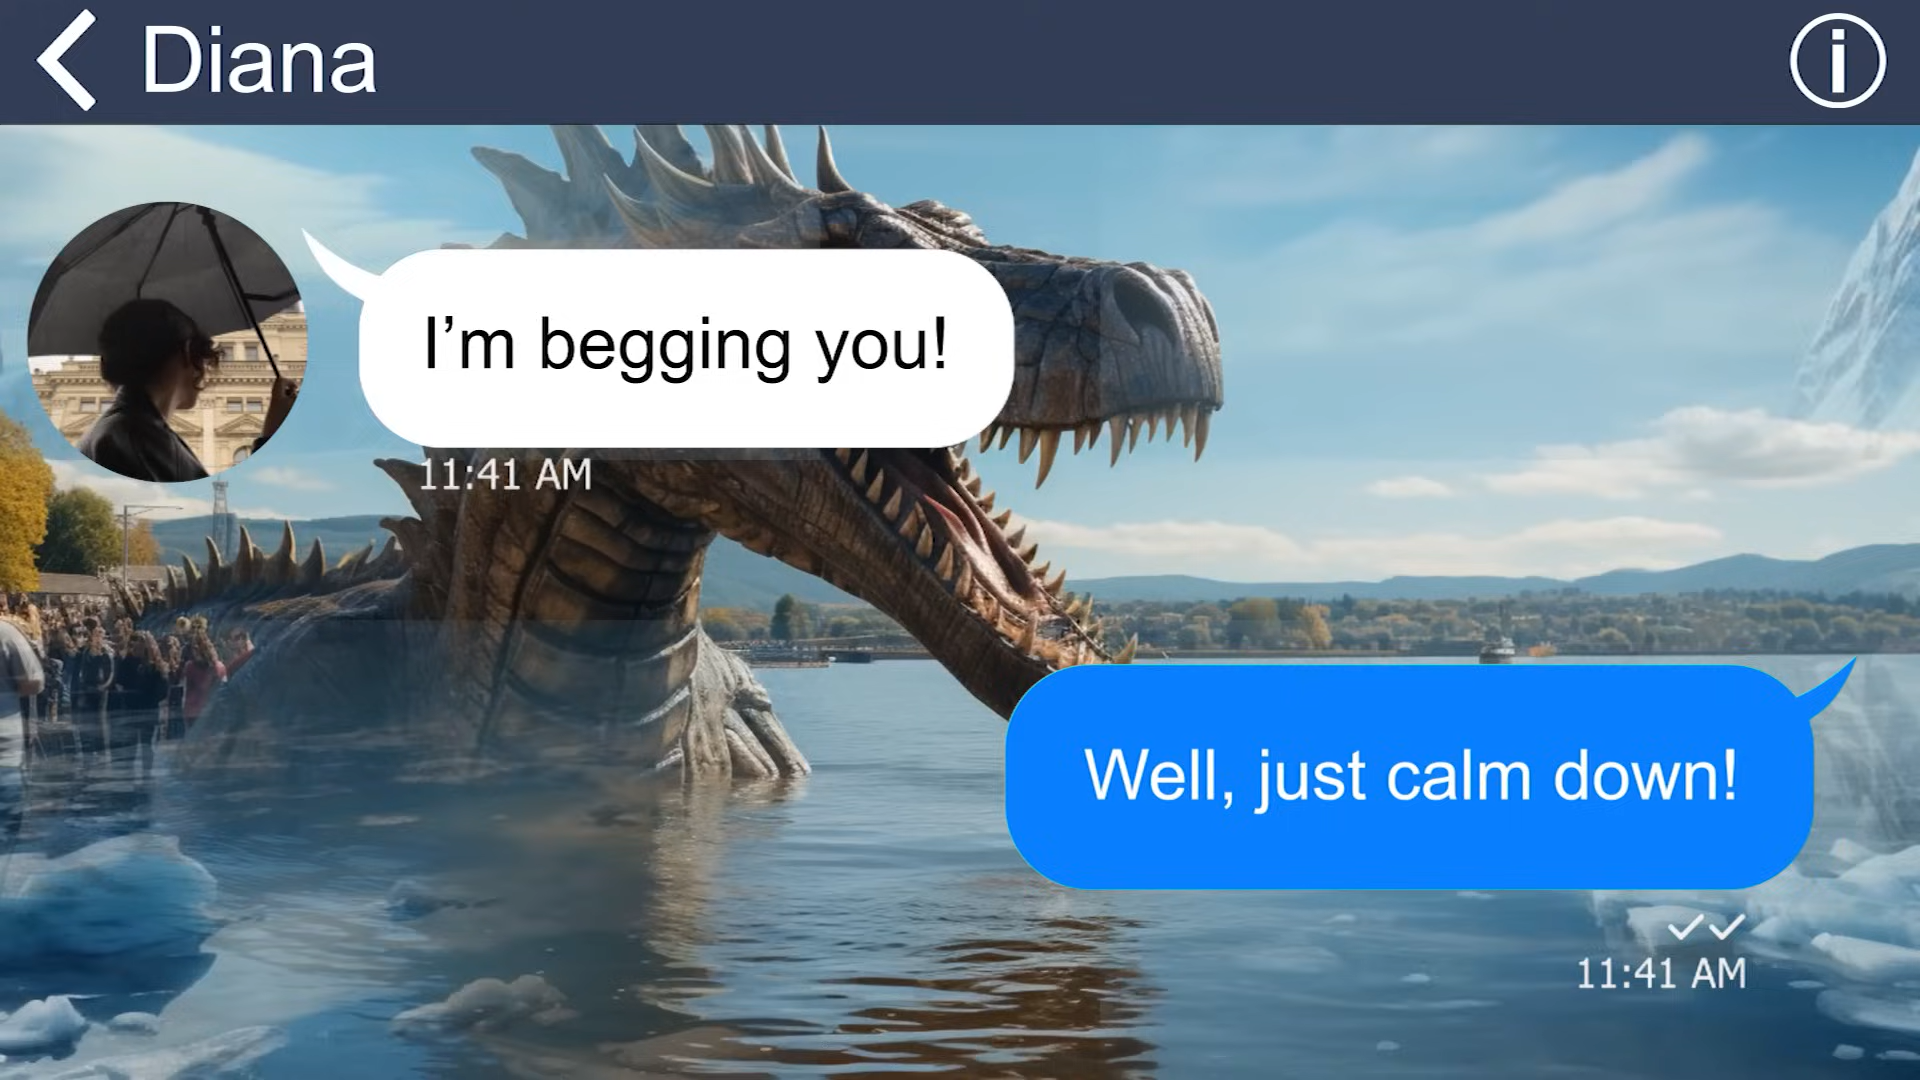 Diana
I’m begging you!
11:41 AM
Well, just calm down!
11:41 AM